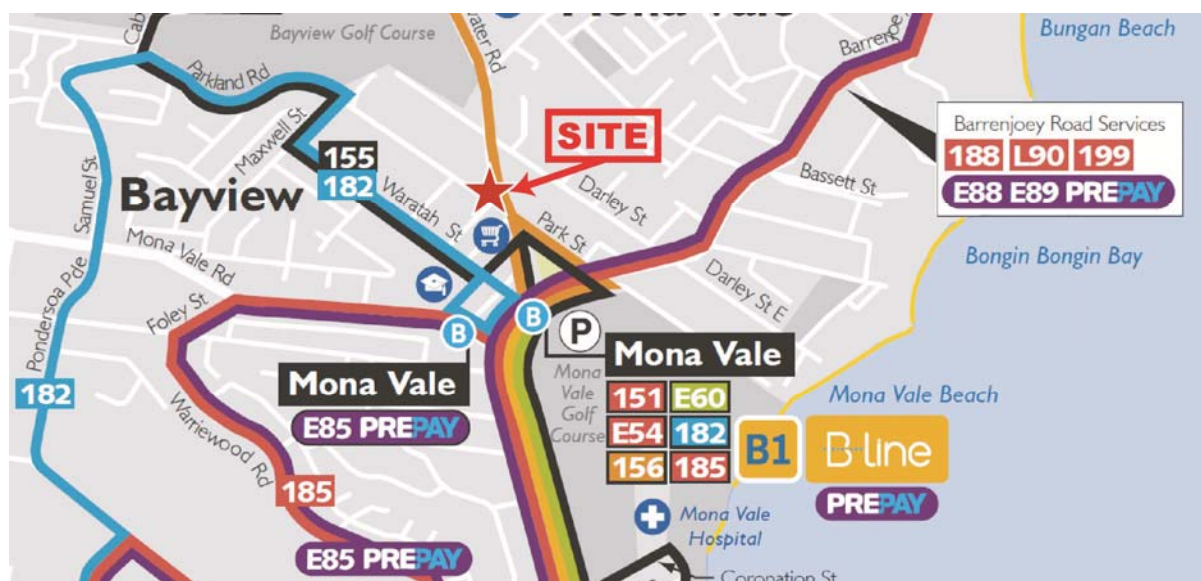 Mona Vale
Bayview Golf Course
Cab
ater Rd
Barrenjoe
Bungan Beach
Parkland Rd
Maxwell St
SITE
Barrenjoey Road Services
188 L90 199
E88 E89 PREPAY
155
182
Bassett St
Bayview
Waratah St
Darley St
Park St
Samuel St
Mona Vale Rd
Darley St E
Bongin Bongin Bay
Foley St
Pondersoa Pde
B
B
P
Mona Vale
E85 PREPAY
Mona Vale
151 E60
E54 182
156 185
Mona
Vale
Golf
Course
Mona Vale Beach
B1 B-Line
PREPAY
182
Warriewood Rd
185
E85 PREPAY
Mona Vale
Hospital
Coronation St